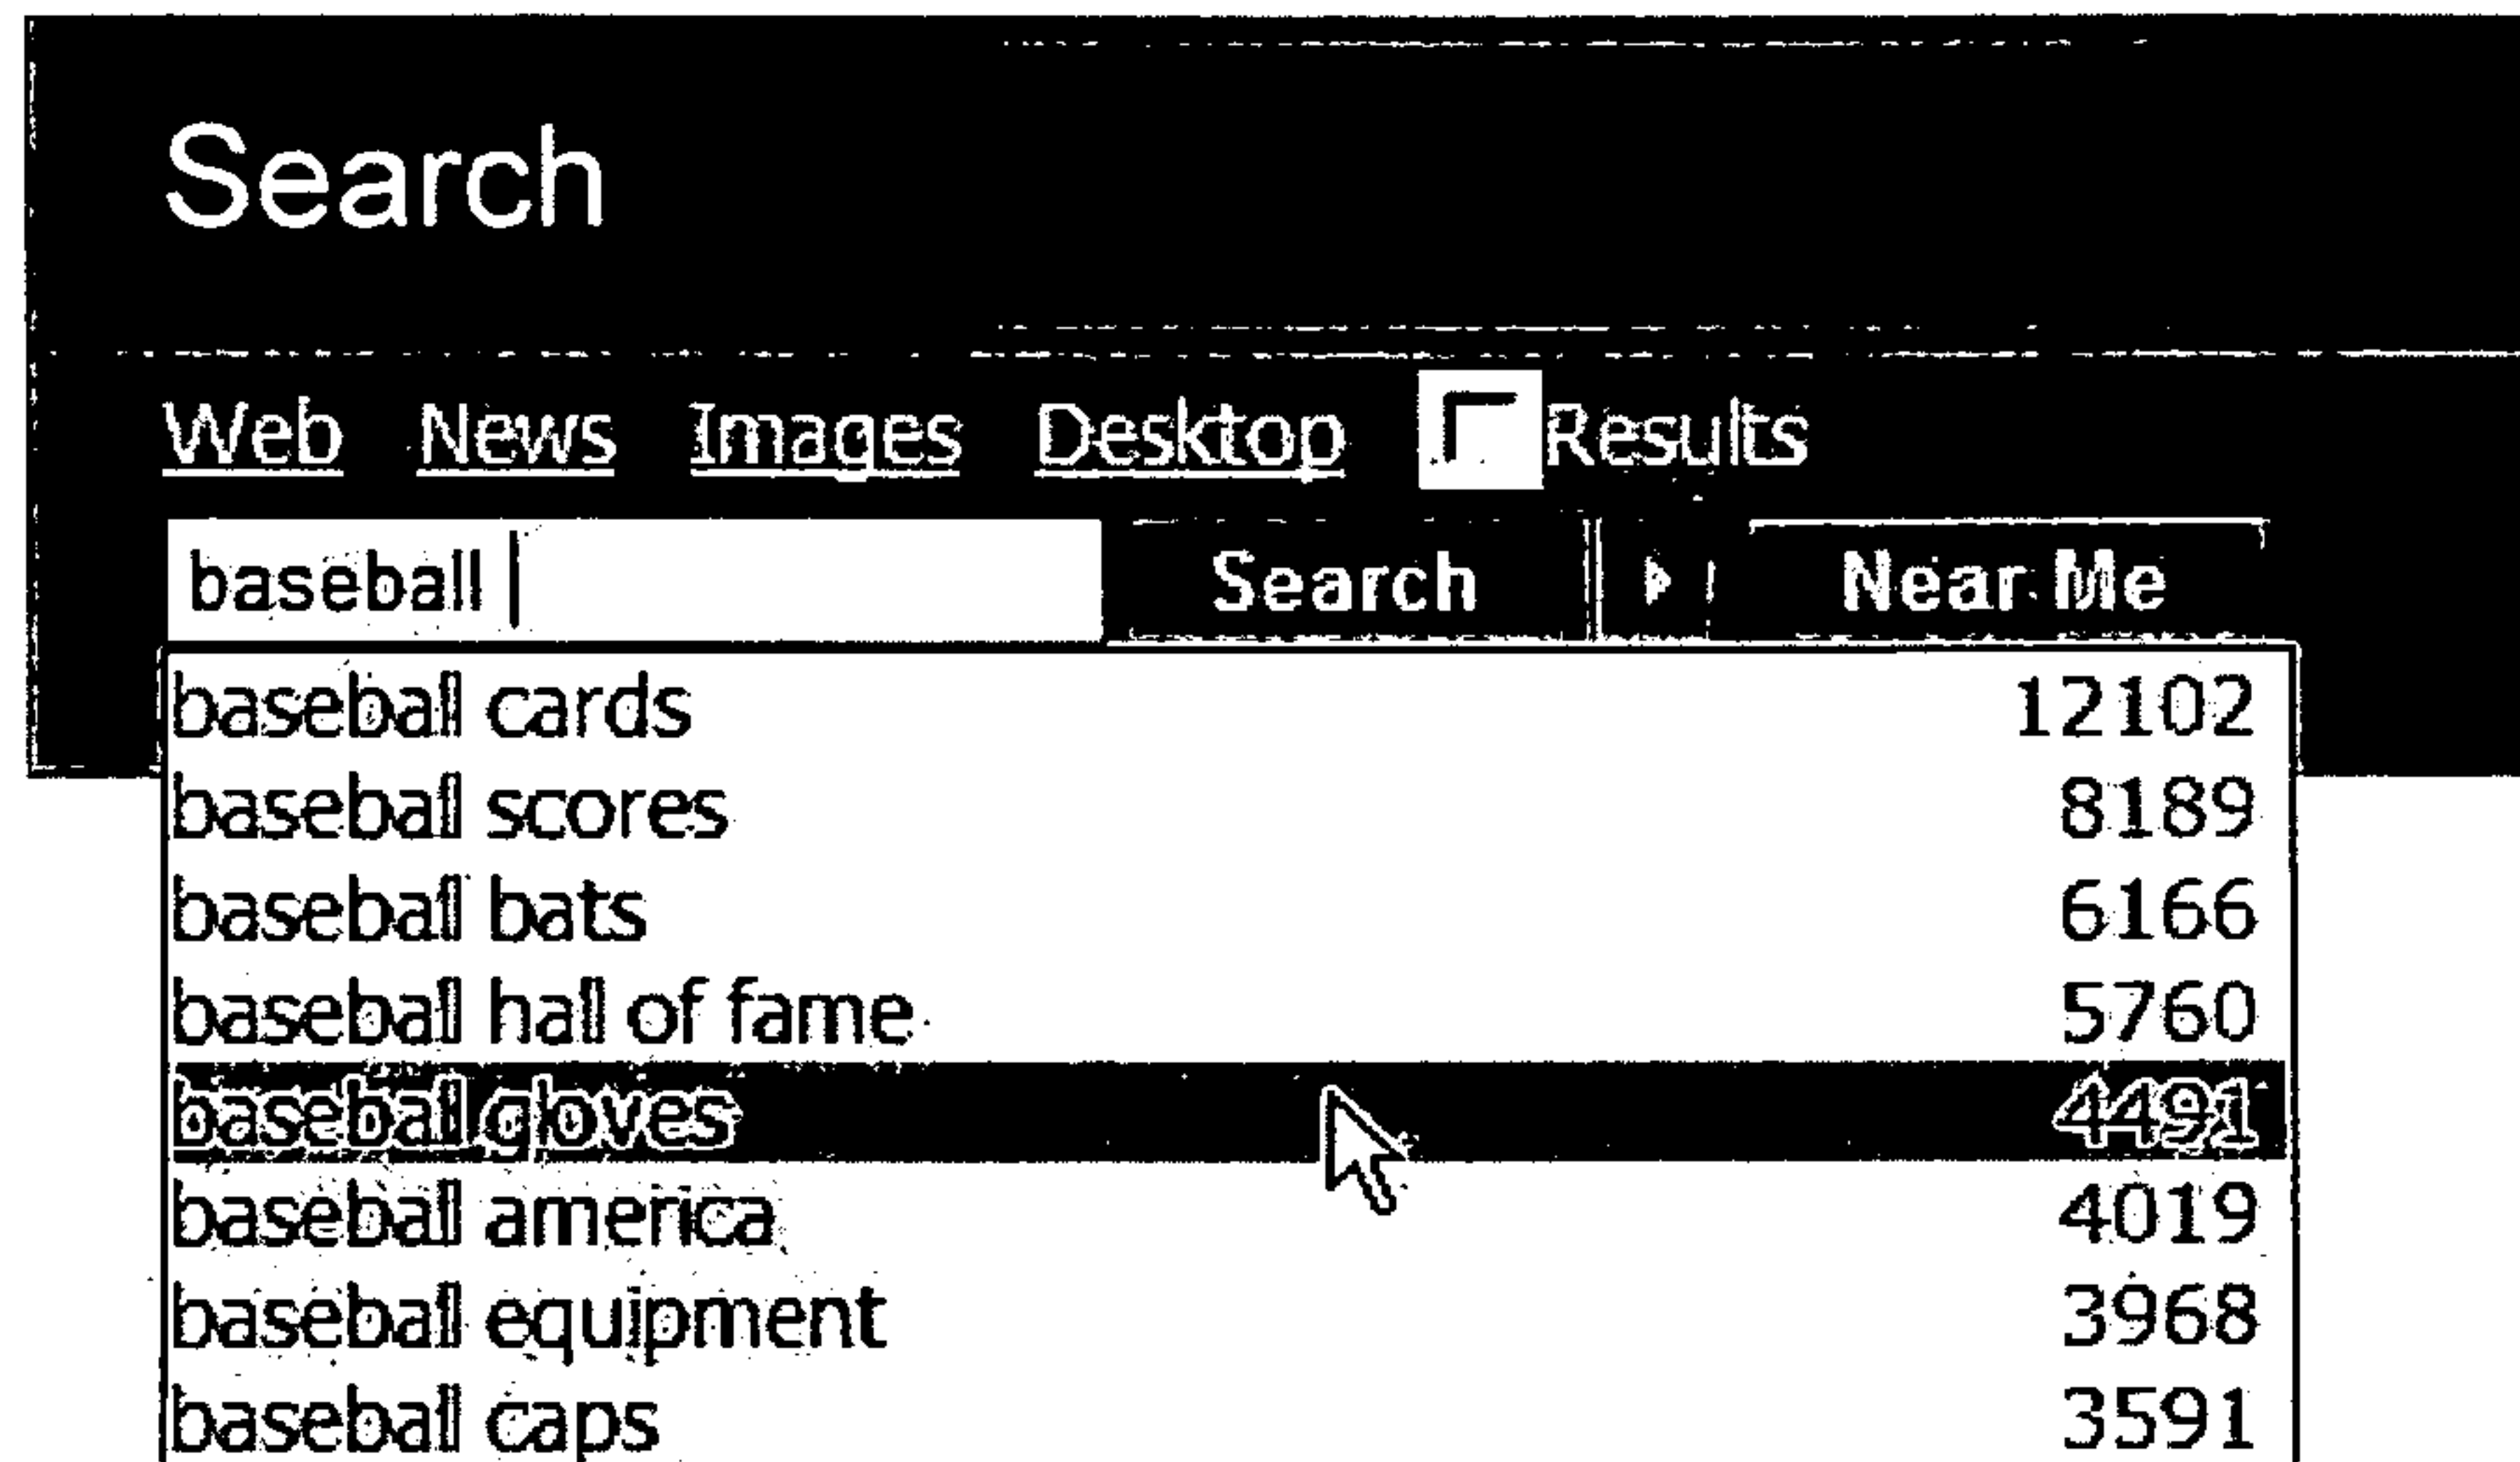 Search
Web News Images Desktop Results
baseball Search Near Me
baseball cards 12102
baseball scores 8189
baseball bats 6166
baseball hall of fame 5760
baseball gloves 4491
baseball america 4019
baseball equipment 3968
baseball caps 3591